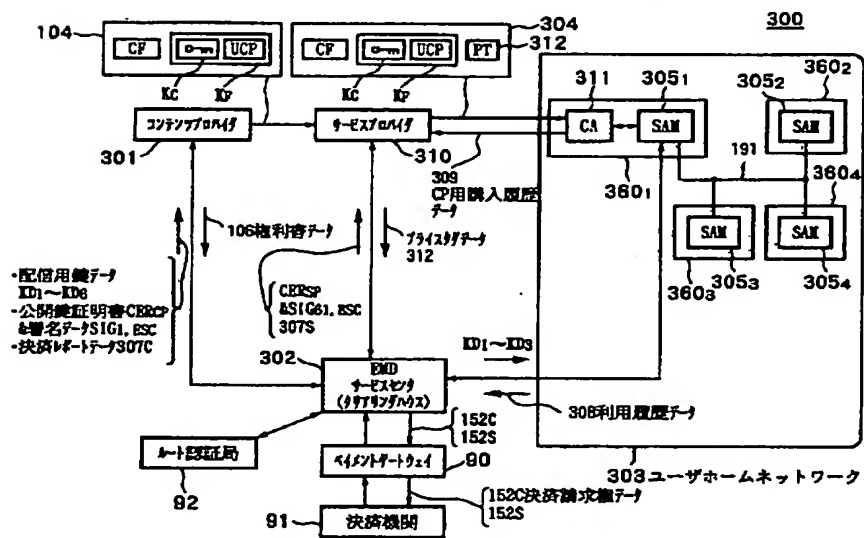 300
104
CF
UCP
KC
KF
304
CF
UCP
PT
312
KC
KF
コンテンツプロバイダ
301
サービスプロバイダ
310
311
CA
305₁
SAM
360₁
305₂
360₂
SAM
191
360₄
SAM
360₃
305₃
SAM
305₄
309
CP用購入履歴
データ
106権利書データ
プライスタグデータ
312
・配信用鍵データ
KD1〜KD6
・公開鍵証明書CERCP
&署名データSIG1,ESC
・決済レポートデータ307C
CERSP
&SIG61,ESC
307S
302
EMD
サービスセンタ
(クリアリングハウス)
KD1〜KD3
308利用履歴データ
ルート認証局
92
152C
152S
ペイメントゲートウェイ
90
152C決済請求権データ
152S
91
決済機関
303ユーザホームネットワーク